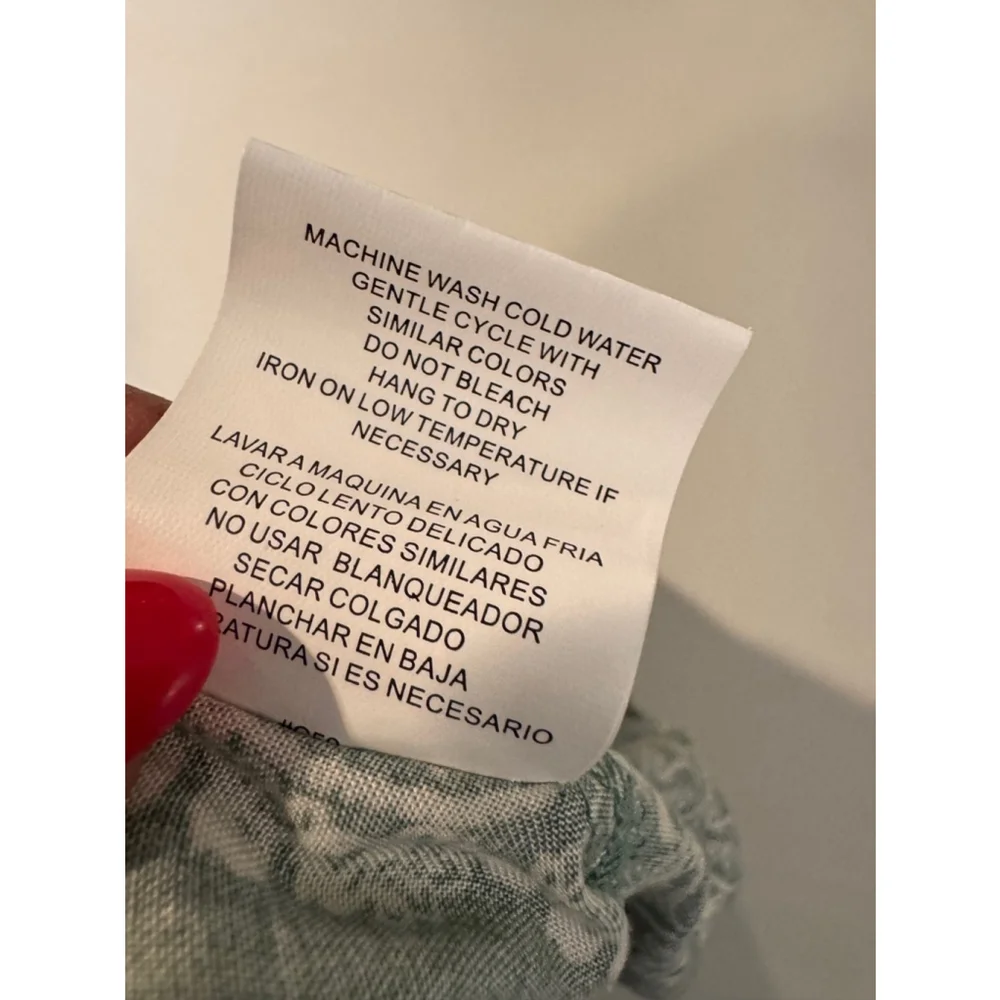 MACHINE WASH COLD WATER
GENTLE CYCLE WITH
SIMILAR COLORS
DO NOT BLEACH
HANG TO DRY
IRON ON LOW TEMPERATURE IF
NECESSARY
LAVAR A MAQUINA EN AGUA FRIA
CICLO LENTO DELICADO
CON COLORES SIMILARES
NO USAR BLANQUEADOR
SECAR COLGADO
PLANCHAR EN BAJA
RATURA SI ES NECESARIO